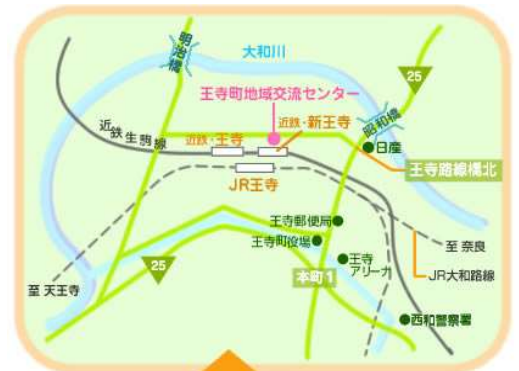 明治橋
大和川
25
王寺町地域交流センター
近鉄生駒線
近鉄・王寺
近鉄・新王寺
昭和橋
日産
王寺路線橋北
JR王寺
王寺郵便局
王寺町役場
王寺
アリーナ
至 奈良
25
至 天王寺
本町1
JR大和路線
西和警察署